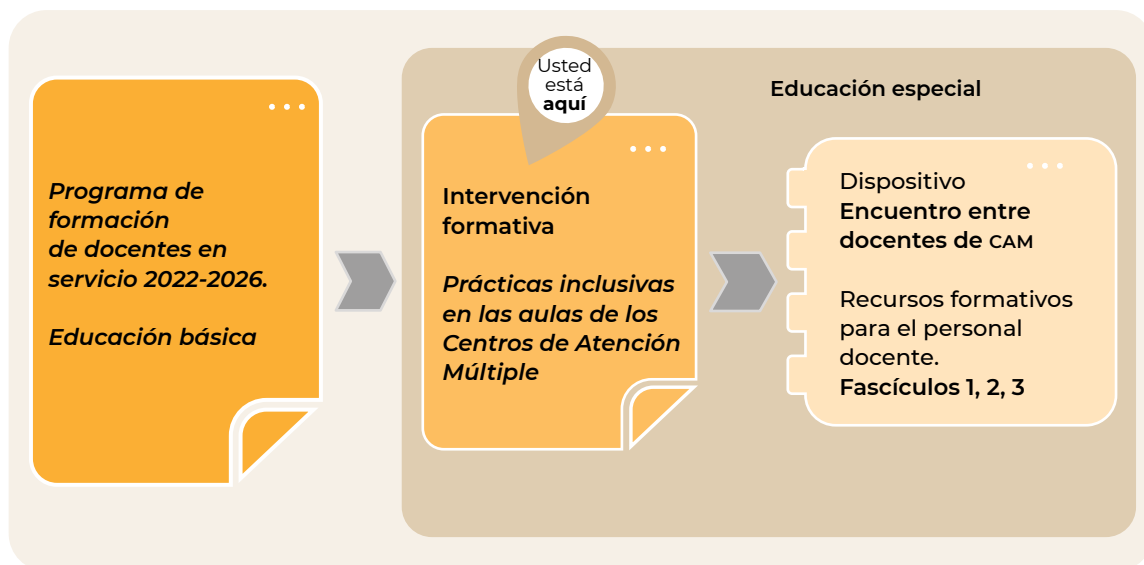 Programa de
formación
de docentes en
servicio 2022-2026.
Educación básica
Usted
está
aquí
Intervención
formativa
Prácticas inclusivas
en las aulas de los
Centros de Atención
Múltiple
Educación especial
Dispositivo
Encuentro entre
docentes de CAM
Recursos formativos
para el personal
docente.
Fascículos 1, 2, 3